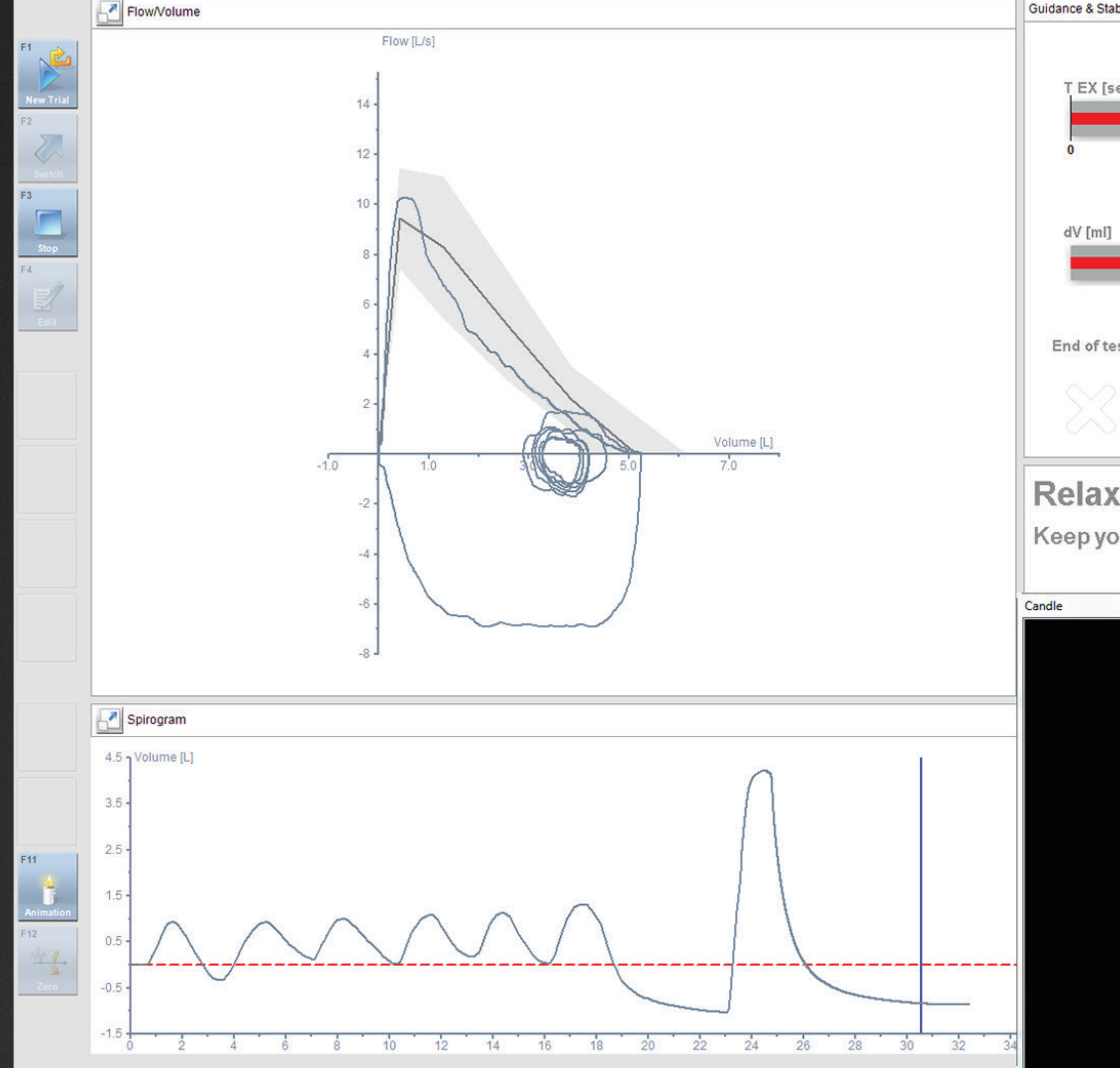 Flow/Volume
Guidance & Stab
F1
New Trial
F2
Switch
F3
Stop
F4
Edit
Flow [L/s]
14
12
10
8
6
4
2
-2
-4
-6
-8
-1.0
1.0
3.0
5.0
7.0
Volume [L]
T EX [se
0
dV [ml]
End of tes
Relax
Keep yo
Candle
Spirogram
4.5
Volume [L]
3.5
2.5
1.5
0.5
-0.5
-1.5
0 2 4 6 8 10 12 14 16 18 20 22 24 26 28 30 32 34
F11
Animation
F12
Zero